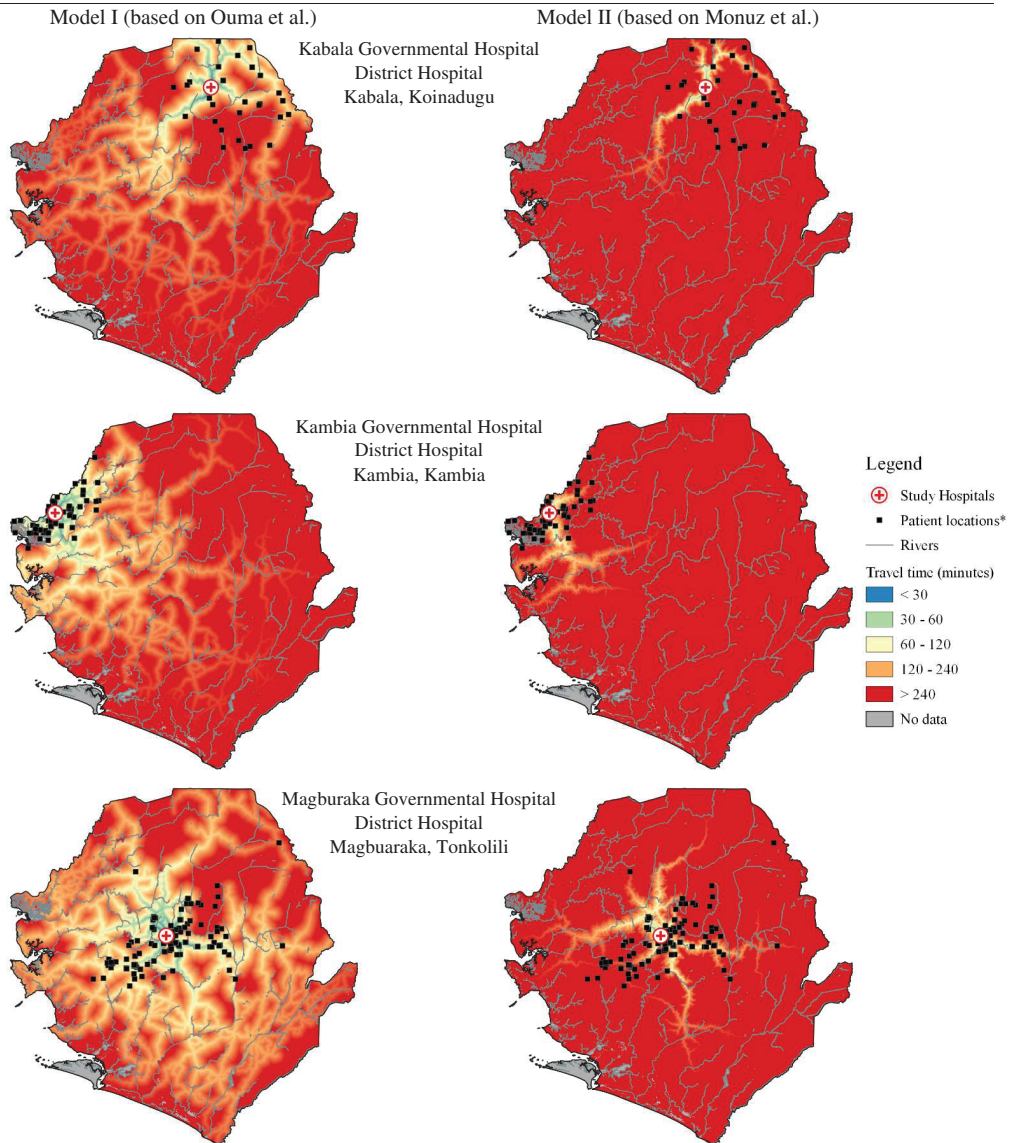 Model I (based on Ouma et al.)
Model II (based on Monuz et al.)
Kabala Governmental Hospital
District Hospital
Kabala, Koinadugu
Kambia Governmental Hospital
District Hospital
Kambia, Kambia
Legend
Study Hospitals
Patient locations*
Rivers
Travel time (minutes)
< 30
30 - 60
60 - 120
120 - 240
> 240
No data
Magburaka Governmental Hospital
District Hospital
Magbuaraka, Tonkolili